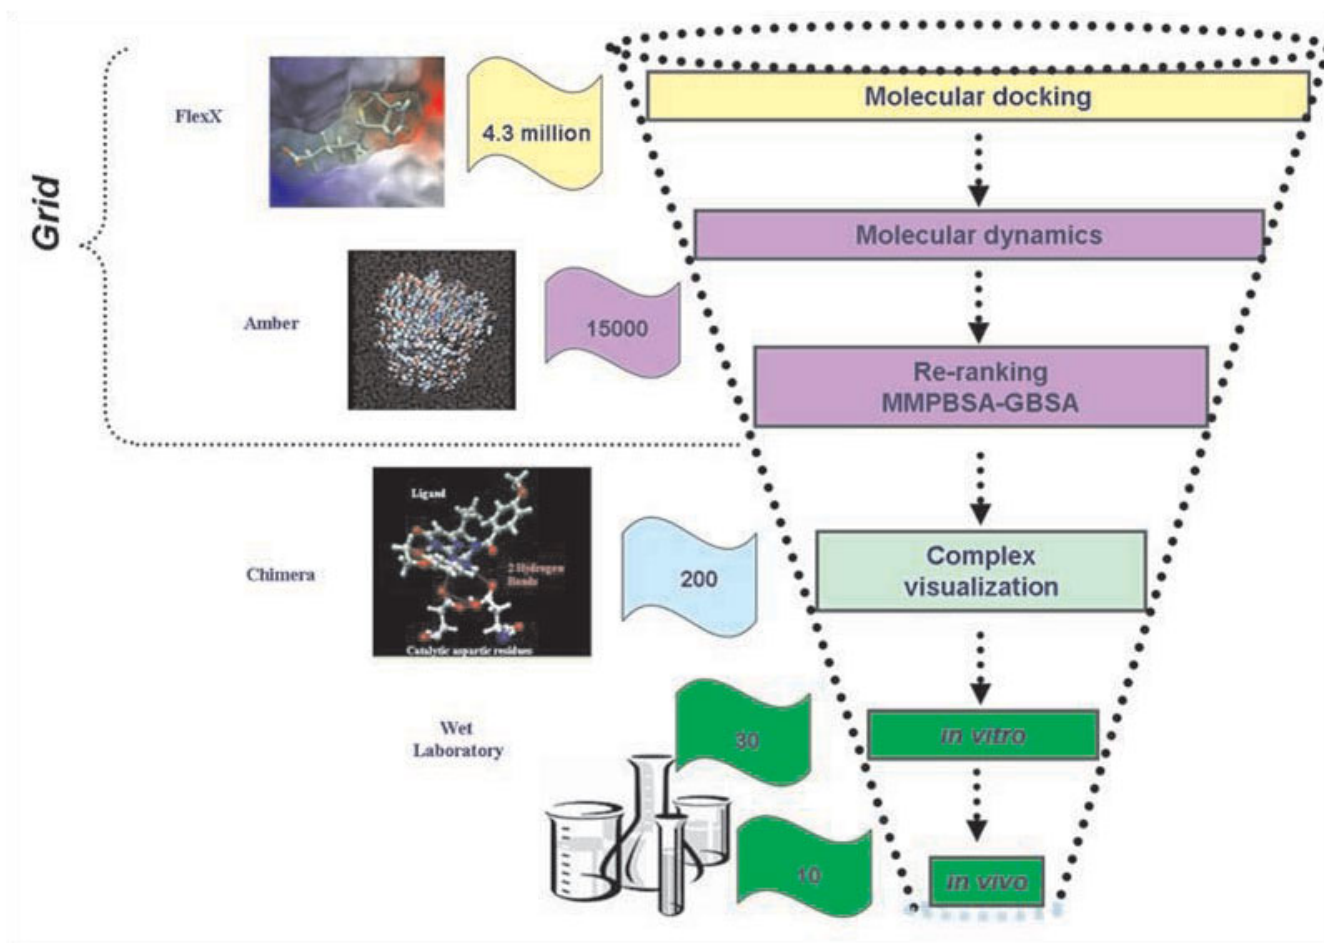 Grid
FlexX
4.3 million
Molecular docking
Molecular dynamics
Amber
15000
Re-ranking
MMPBSA-GBSA
Ligand
2 Hydrogen
Bonds
Catalytic aspartic residues
Chimera
200
Complex
visualization
Wet
Laboratory
30
in vitro
10
in vivo